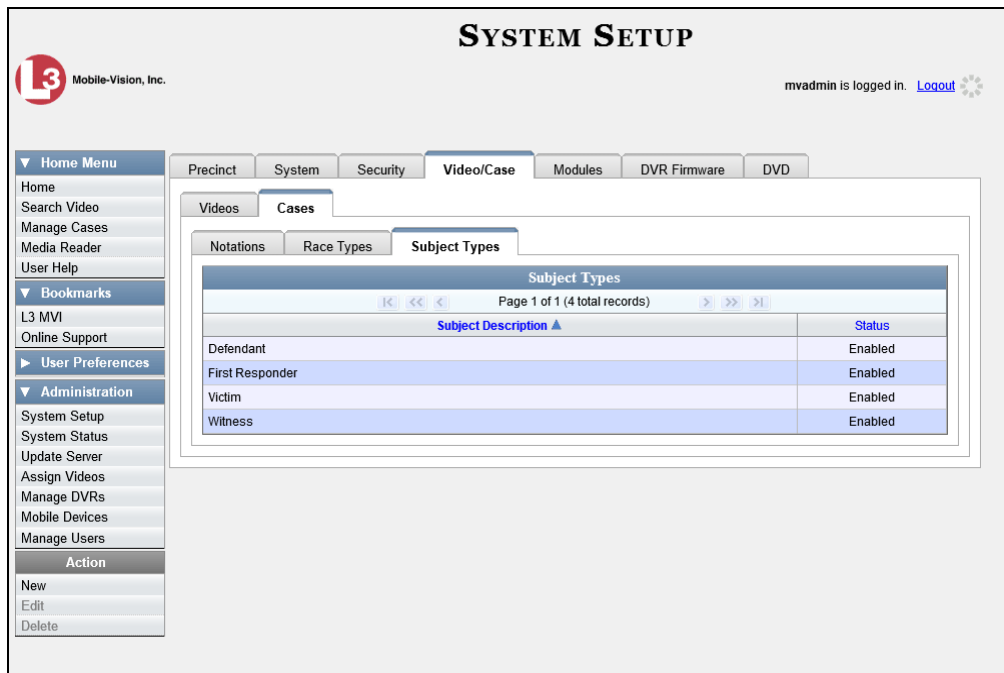 SYSTEM SETUP
L3 Mobile-Vision, Inc.
mvadmin is logged in. Logout
▼ Home Menu
Home
Search Video
Manage Cases
Media Reader
User Help
▼ Bookmarks
L3 MVI
Online Support
► User Preferences
▼ Administration
System Setup
System Status
Update Server
Assign Videos
Manage DVRs
Mobile Devices
Manage Users
Action
New
Edit
Delete
Precinct System Security Video/Case Modules DVR Firmware DVD
Videos Cases
Notations Race Types Subject Types
Subject Types
|< << < Page 1 of 1 (4 total records) > >> >|
Subject Description ▲ Status
Defendant Enabled
First Responder Enabled
Victim Enabled
Witness Enabled